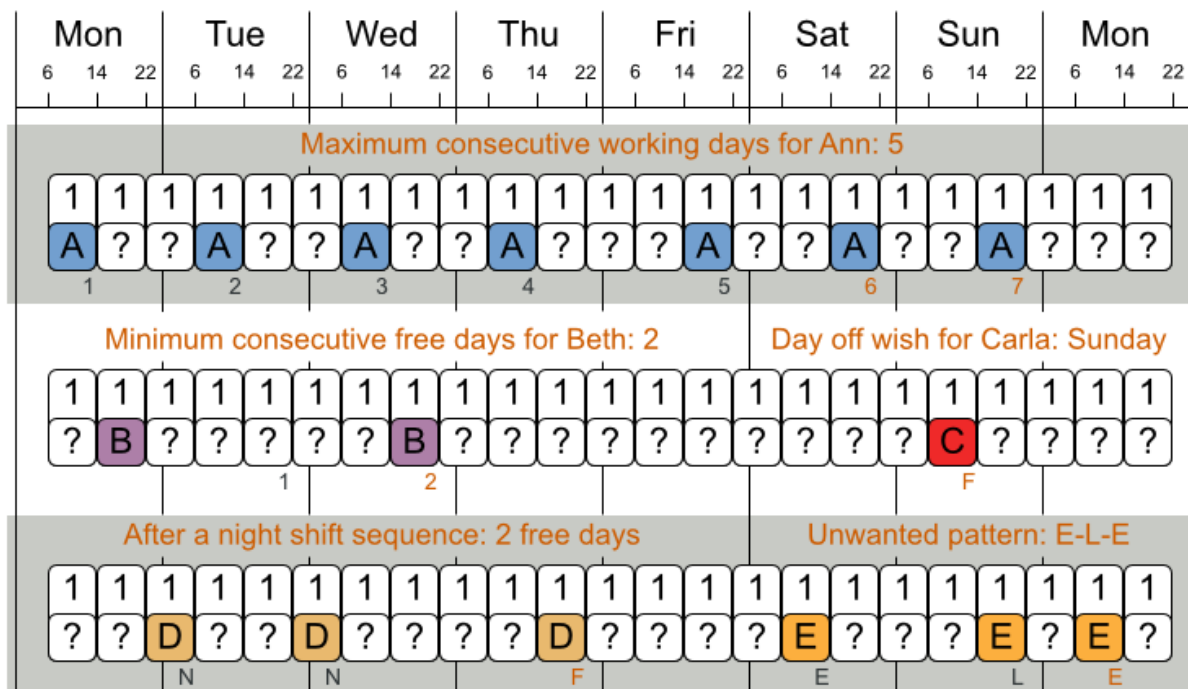 Mon Tue Wed Thu Fri Sat Sun Mon
6 14 22 6 14 22 6 14 22 6 14 22 6 14 22 6 14 22 6 14 22 6 14 22
Maximum consecutive working days for Ann: 5
1 1 1 1 1 1 1 1 1 1 1 1 1 1 1 1 1 1 1 1 1 1 1
A ? ? A ? ? A ? ? A ? ? ? A ? ? A ? ? A ? ? ?
1 2 3 4 5 6 7
Minimum consecutive free days for Beth: 2 Day off wish for Carla: Sunday
1 1 1 1 1 1 1 1 1 1 1 1 1 1 1 1 1 1 1 1 1 1 1
? B ? ? ? ? ? B ? ? ? ? ? ? ? ? ? ? C ? ? ? ?
1 2 F
After a night shift sequence: 2 free days Unwanted pattern: E-L-E
1 1 1 1 1 1 1 1 1 1 1 1 1 1 1 1 1 1 1 1 1 1 1
? ? D ? ? D ? ? ? ? D ? ? ? ? E ? ? ? E ? E ?
N N F E L E